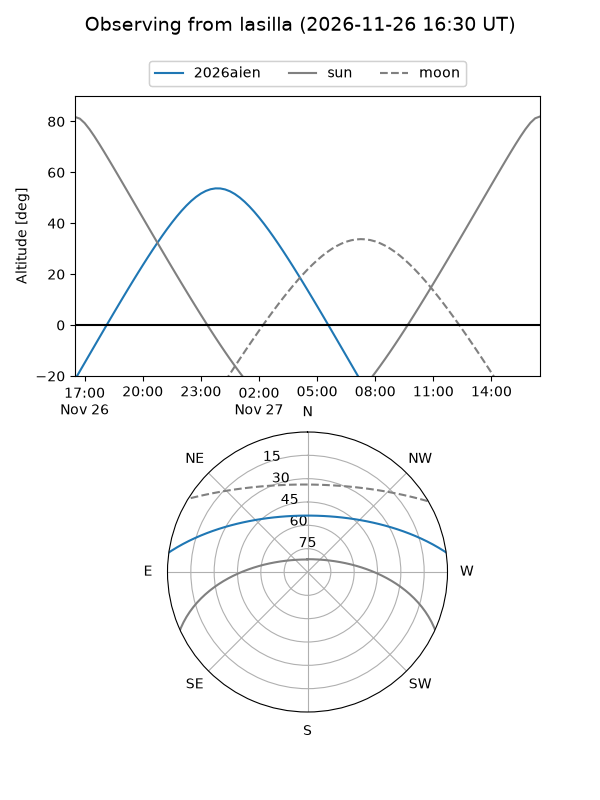 Observing from lasilla (2026-11-26 16:30 UT)
2026aien sun moon
80
60
40
20
0
−20
Altitude [deg]
17:00 20:00 23:00 02:00 05:00 08:00 11:00 14:00
Nov 26 Nov 27
N
NE NW
15
30
45
60
75
E W
SE SW
S